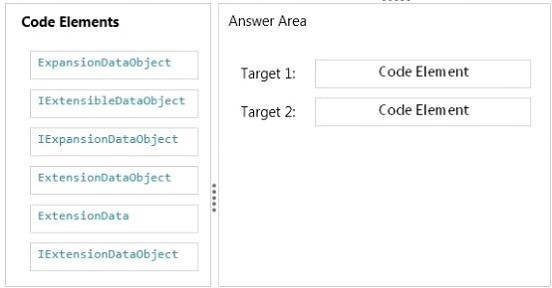 Code Elements
ExpansionDataObject
IExtensibleDataObject
IExpansionDataObject
ExtensionDataObject
ExtensionData
IExtensionDataObject
Answer Area
Target 1: Code Element
Target 2: Code Element